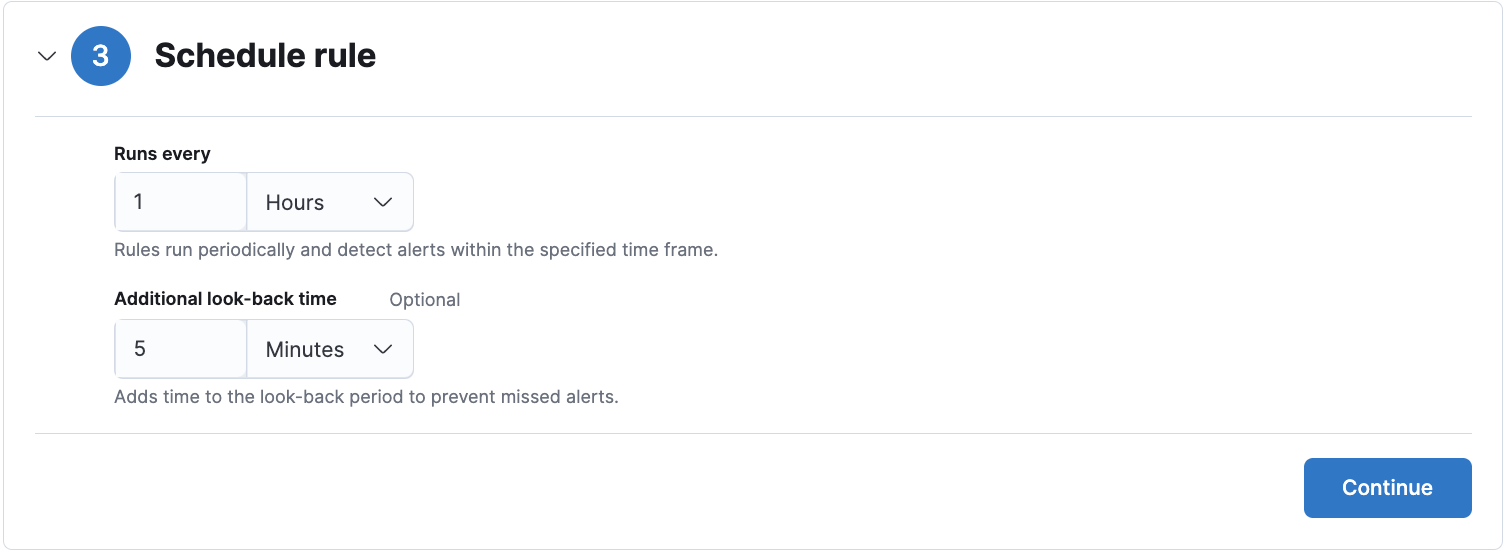 3 Schedule rule
Runs every
1 Hours
Rules run periodically and detect alerts within the specified time frame.
Additional look-back time Optional
5 Minutes
Adds time to the look-back period to prevent missed alerts.
Continue